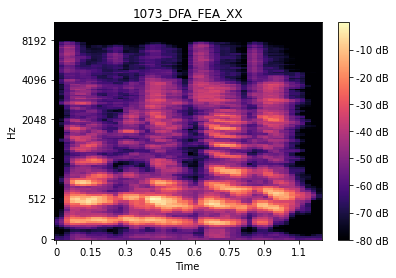 1073_DFA_FEA_XX
8192
4096
2048
1024
512
0
Hz
0
0.15
0.3
0.45
0.6
0.75
0.9
1.1
Time
-10 dB
-20 dB
-30 dB
-40 dB
-50 dB
-60 dB
-70 dB
-80 dB